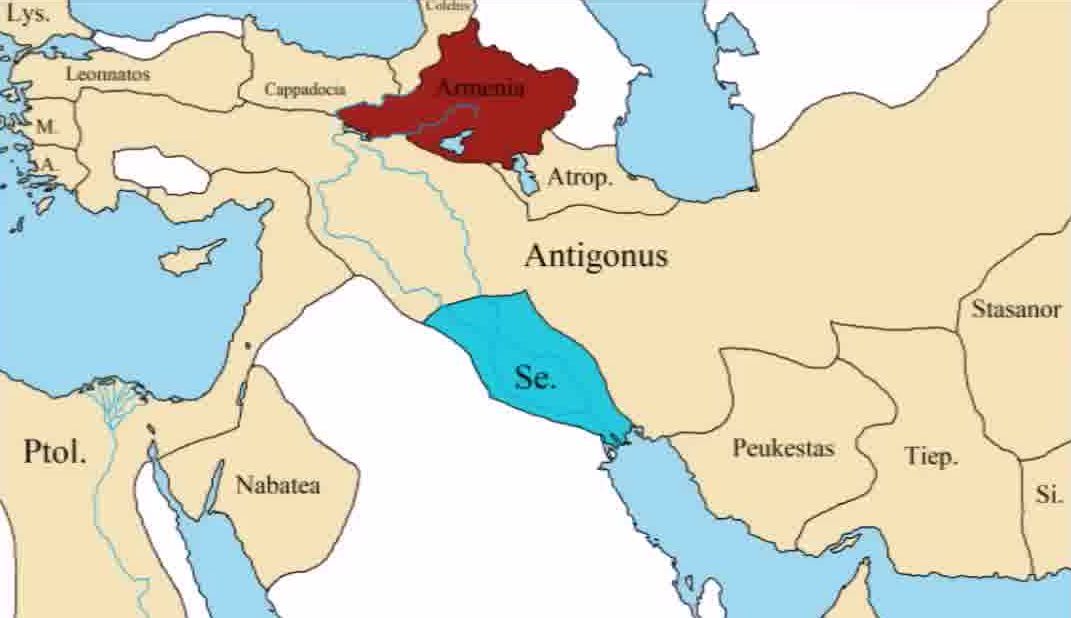 Colchis
Lys.
Leonnatos
Cappadocia
Armenia
M.
A.
Atrop.
Antigonus
Stasanor
Se.
Ptol.
Peukestas
Tiep.
Nabatea
Si.